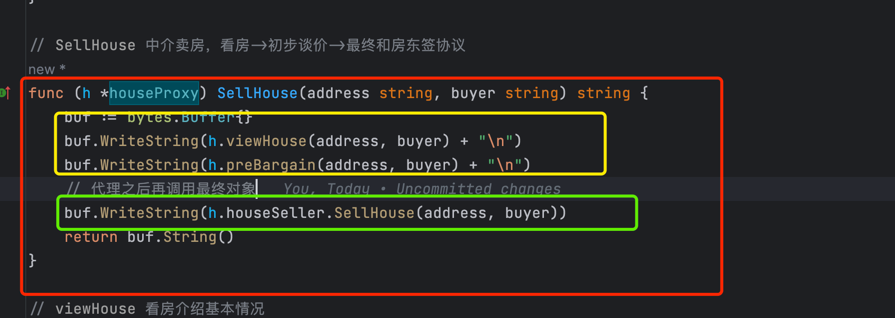 }
// SellHouse 中介卖房，看房->初步谈价->最终和房东签协议
new *
func (h *houseProxy) SellHouse(address string, buyer string) string {
buf := bytes.Buffer{}
buf.WriteString(h.viewHouse(address, buyer) + "\n")
buf.WriteString(h.preBargain(address, buyer) + "\n")
// 代理之后再调用最终对象 You, Today • Uncommitted changes
buf.WriteString(h.houseSeller.SellHouse(address, buyer))
return buf.String()
}
// viewHouse 看房介绍基本情况